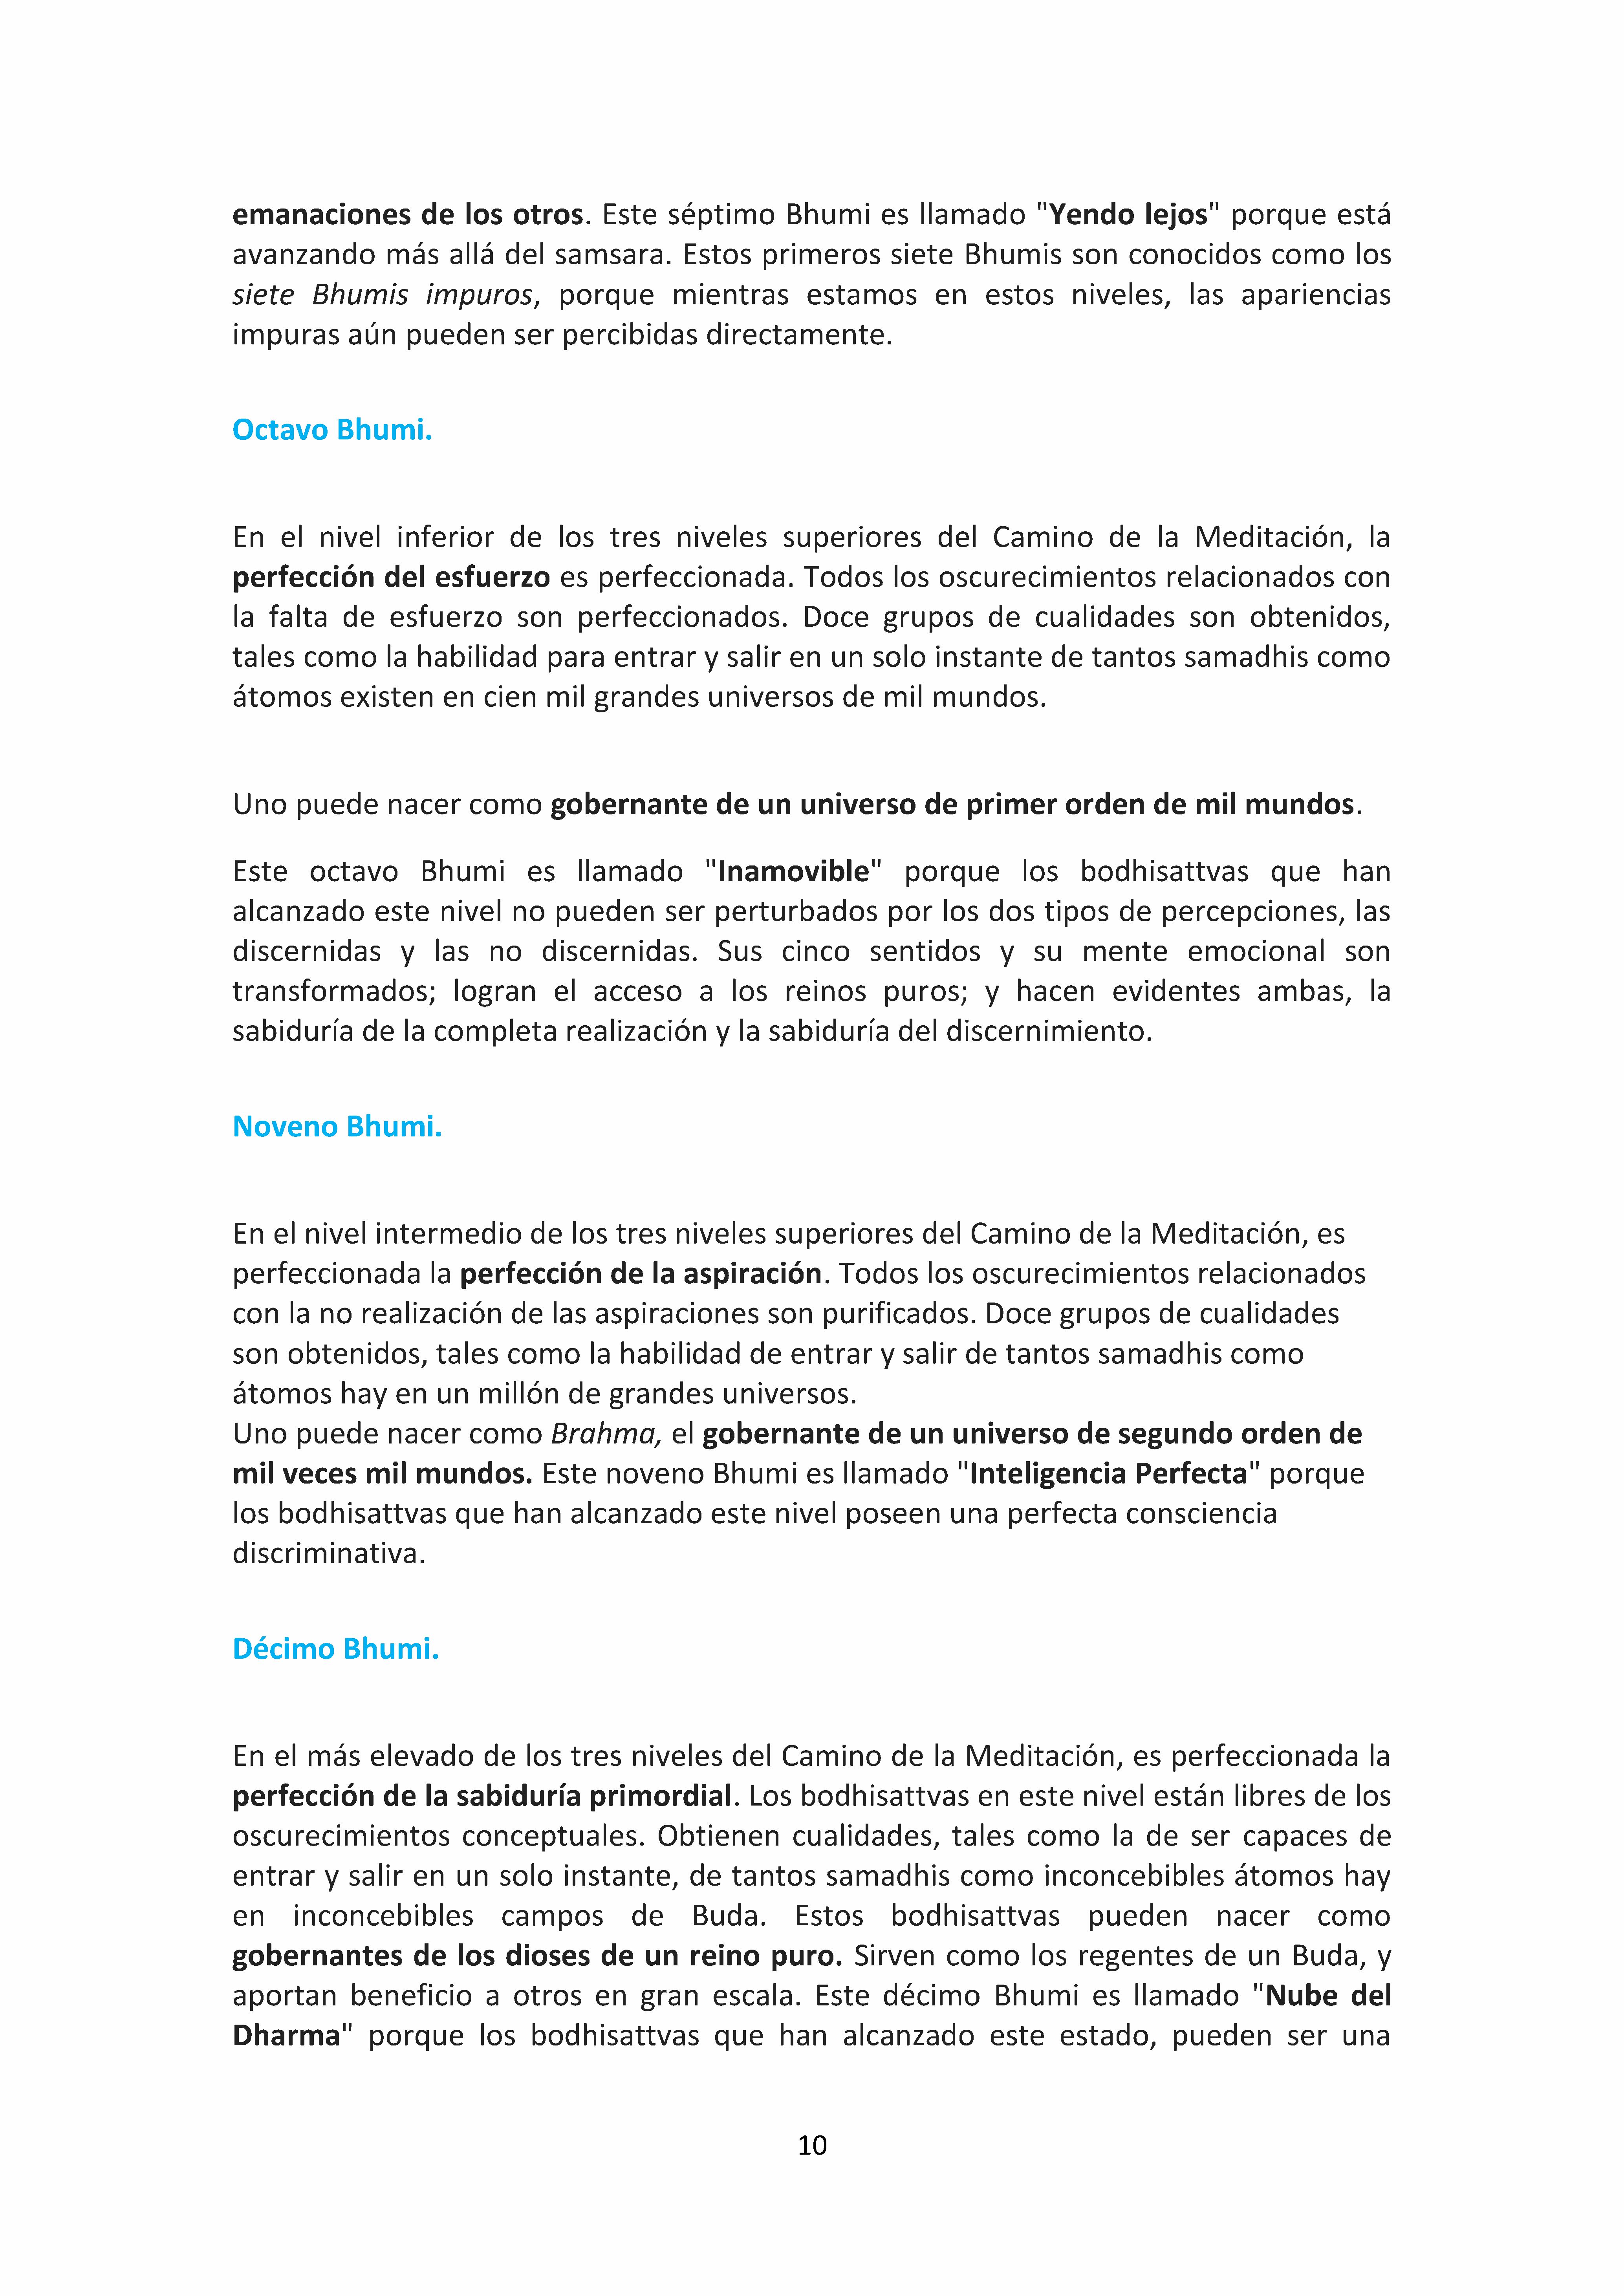 emanaciones de los otros. Este séptimo Bhumi es llamado "Yendo lejos" porque está
avanzando más allá del samsara. Estos primeros siete Bhumis son conocidos como los
siete Bhumis impuros, porque mientras estamos en estos niveles, las apariencias
impuras aún pueden ser percibidas directamente.
Octavo Bhumi.
En el nivel inferior de los tres niveles superiores del Camino de la Meditación, la
perfección del esfuerzo es perfeccionada. Todos los oscurecimientos relacionados con
la falta de esfuerzo son perfeccionados. Doce grupos de cualidades son obtenidos,
tales como la habilidad para entrar y salir en un solo instante de tantos samadhis como
átomos existen en cien mil grandes universos de mil mundos.
Uno puede nacer como gobernante de un universo de primer orden de mil mundos.
Este octavo Bhumi es llamado "Inamovible" porque los bodhisattvas que han
alcanzado este nivel no pueden ser perturbados por los dos tipos de percepciones, las
discernidas y las no discernidas. Sus cinco sentidos y su mente emocional son
transformados; logran el acceso a los reinos puros; y hacen evidentes ambas, la
sabiduría de la completa realización y la sabiduría del discernimiento.
Noveno Bhumi.
En el nivel intermedio de los tres niveles superiores del Camino de la Meditación, es
perfeccionada la perfección de la aspiración. Todos los oscurecimientos relacionados
con la no realización de las aspiraciones son purificados. Doce grupos de cualidades
son obtenidos, tales como la habilidad de entrar y salir de tantos samadhis como
átomos hay en un millón de grandes universos.
Uno puede nacer como Brahma, el gobernante de un universo de segundo orden de
mil veces mil mundos. Este noveno Bhumi es llamado "Inteligencia Perfecta" porque
los bodhisattvas que han alcanzado este nivel poseen una perfecta consciencia
discriminativa.
Décimo Bhumi.
En el más elevado de los tres niveles del Camino de la Meditación, es perfeccionada la
perfección de la sabiduría primordial. Los bodhisattvas en este nivel están libres de los
oscurecimientos conceptuales. Obtienen cualidades, tales como la de ser capaces de
entrar y salir en un solo instante, de tantos samadhis como inconcebibles átomos hay
en inconcebibles campos de Buda. Estos bodhisattvas pueden nacer como
gobernantes de los dioses de un reino puro. Sirven como los regentes de un Buda, y
aportan beneficio a otros en gran escala. Este décimo Bhumi es llamado "Nube del
Dharma" porque los bodhisattvas que han alcanzado este estado, pueden ser una
10